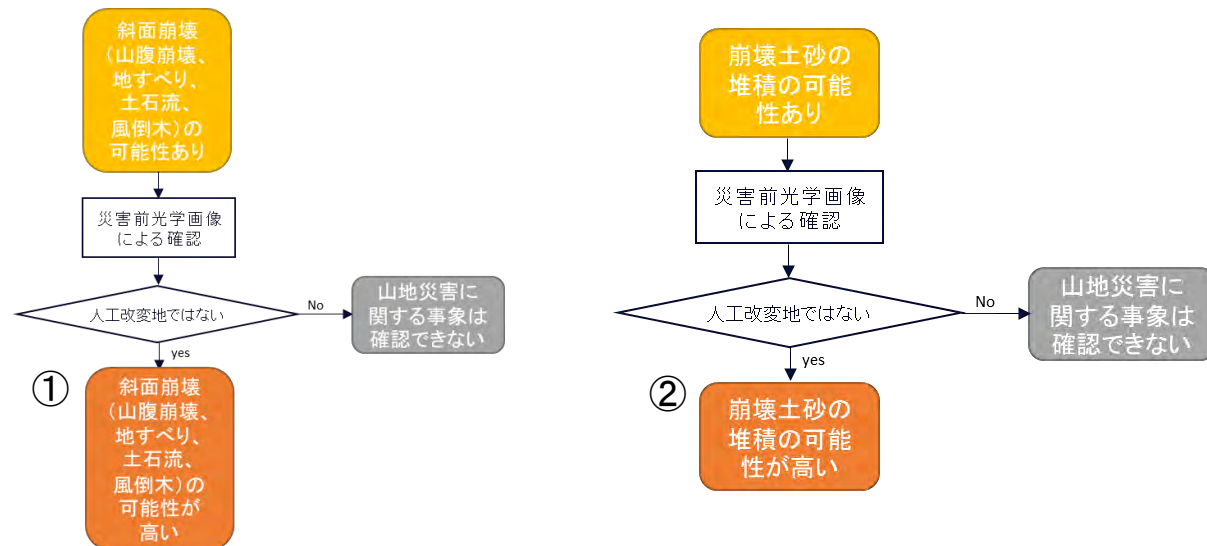 斜面崩壊
(山腹崩壊、
地すべり、
土石流、
風倒木)の
可能性あり
災害前光学画像
による確認
人工改変地ではない
No
山地災害に
関する事象は
確認できない
yes
①
斜面崩壊
(山腹崩壊、
地すべり、
土石流、
風倒木)の
可能性が
高い
崩壊土砂の
堆積の可能
性あり
災害前光学画像
による確認
人工改変地ではない
No
山地災害に
関する事象は
確認できない
yes
②
崩壊土砂の
堆積の可能
性が高い